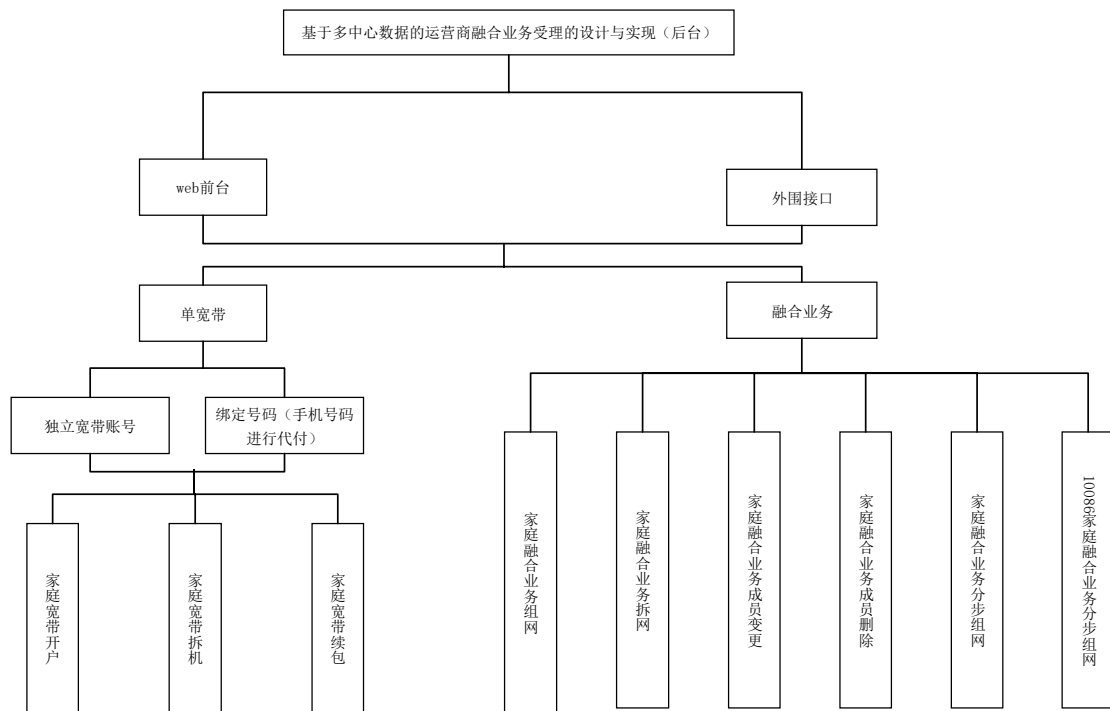 基于多中心数据的运营商融合业务受理的设计与实现（后台）
web前台
外围接口
单宽带
融合业务
独立宽带账号
绑定号码（手机号码
进行代付）
家庭宽带开户
家庭宽带拆机
家庭宽带续包
家庭融合业务组网
家庭融合业务拆网
家庭融合业务成员变更
家庭融合业务成员删除
家庭融合业务分步组网
10086家庭融合业务分步组网